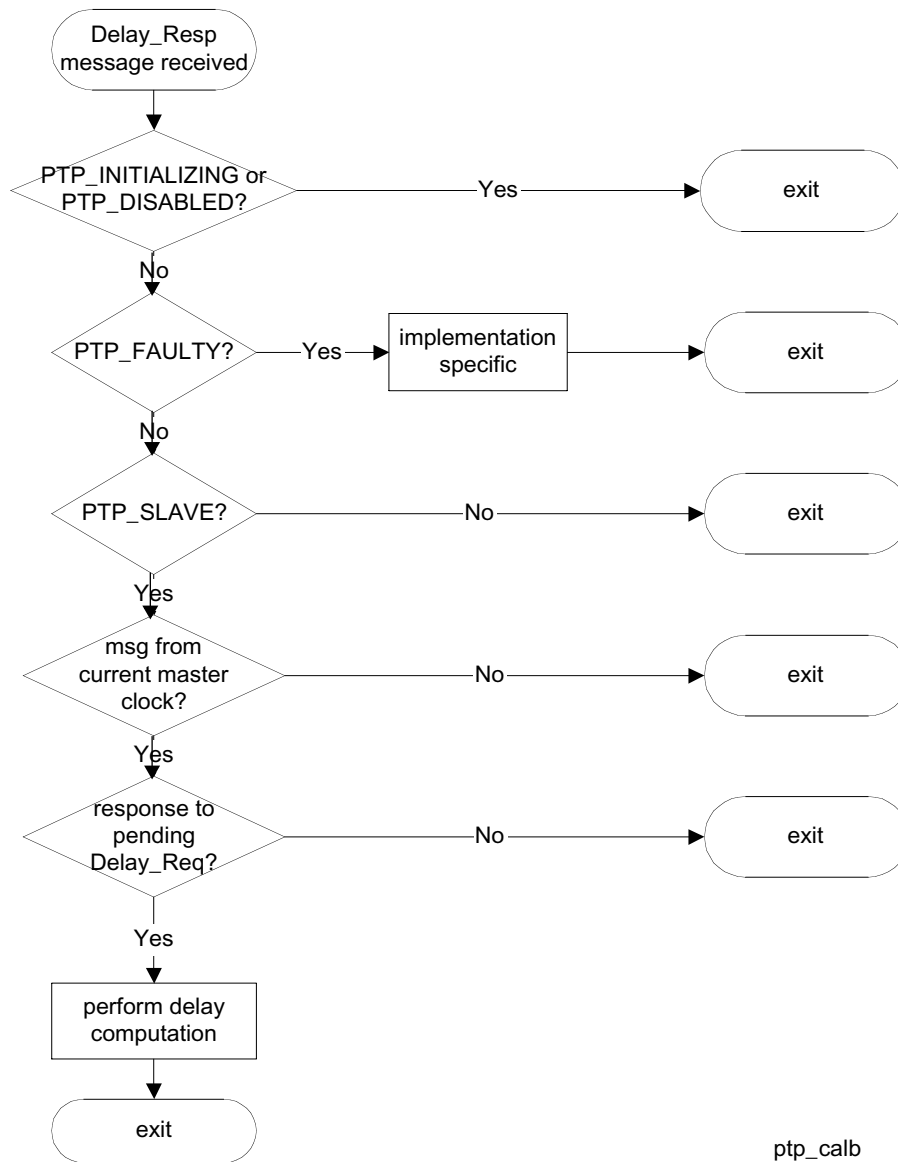 Delay_Resp
message received
PTP_INITIALIZING or
PTP_DISABLED?
Yes
exit
No
PTP_FAULTY?
Yes
implementation
specific
exit
No
PTP_SLAVE?
No
exit
Yes
msg from
current master
clock?
No
exit
Yes
response to
pending
Delay_Req?
No
exit
Yes
perform delay
computation
exit
ptp_calb